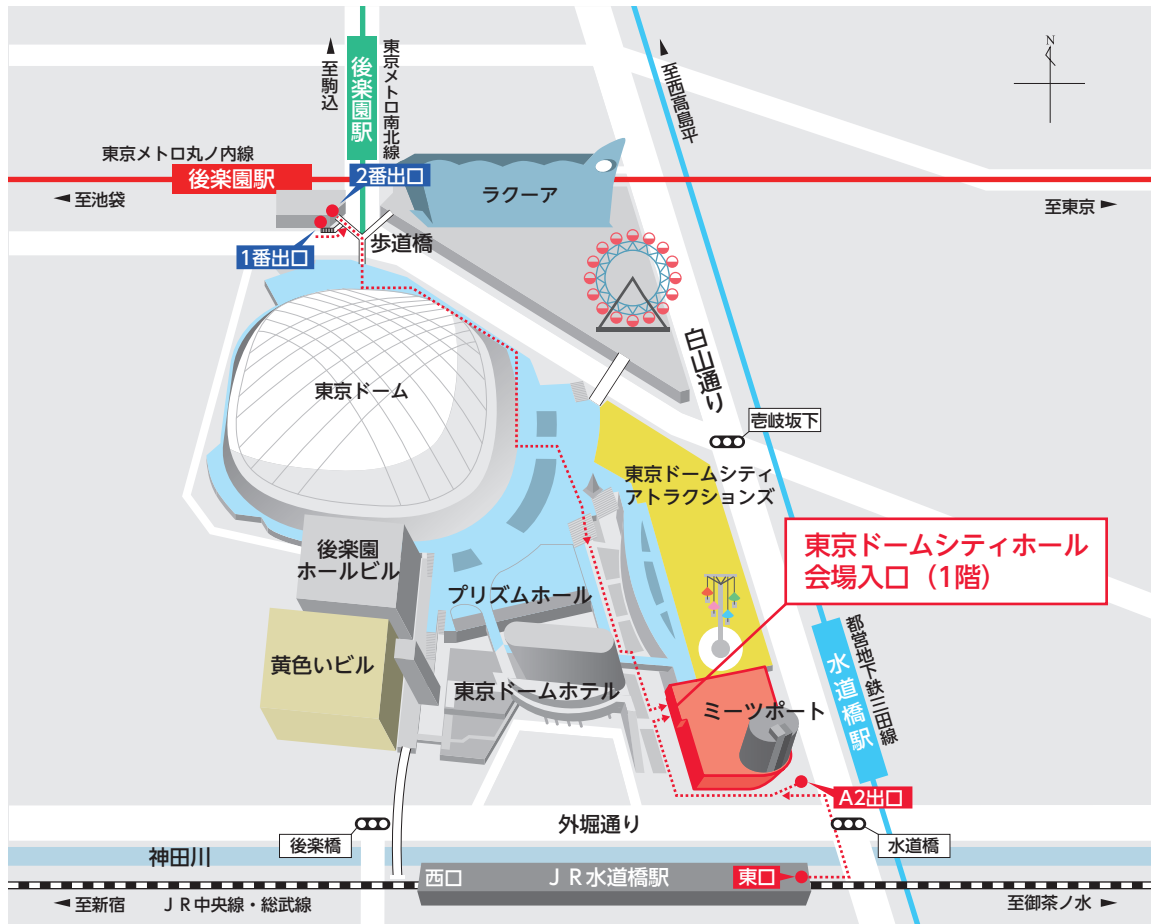 N
至駒込
後楽園駅
東京メトロ南北線
至西高島平
東京メトロ丸ノ内線
後楽園駅
2番出口
ラクーア
至池袋
至東京
歩道橋
1番出口
白山通り
東京ドーム
壱岐坂下
東京ドームシティ
アトラクションズ
東京ドームシティホール
会場入口（1階）
後楽園
ホールビル
プリズムホール
都営地下鉄三田線
水道橋駅
黄色いビル
東京ドームホテル
ミーツポート
A2出口
外堀通り
後楽橋
水道橋
神田川
西口
ＪＲ水道橋駅
東口
至新宿
ＪＲ中央線・総武線
至御茶ノ水